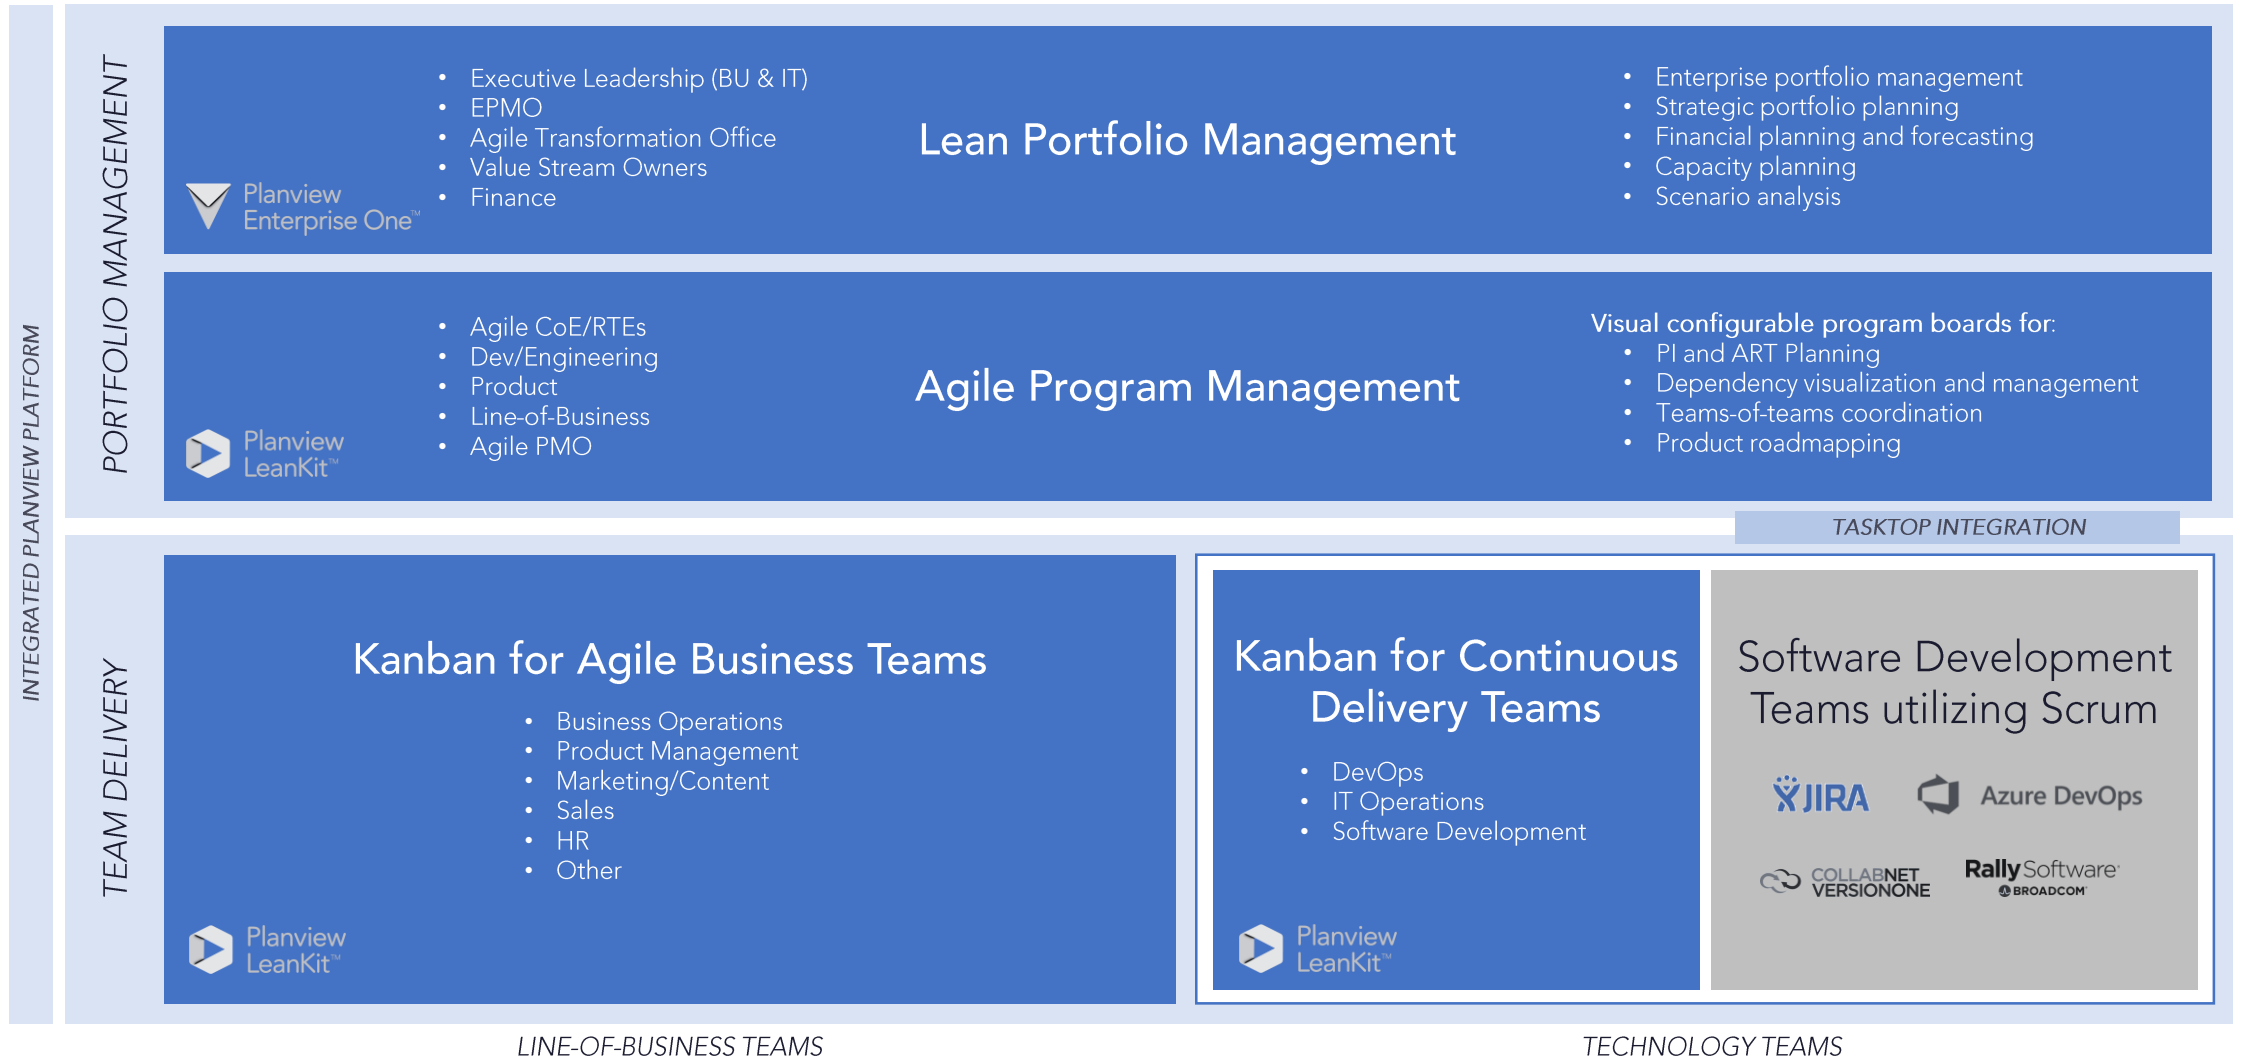 INTEGRATED PLANVIEW PLATFORM
PORTFOLIO MANAGEMENT
• Executive Leadership (BU & IT)
• EPMO
• Agile Transformation Office
• Value Stream Owners
• Finance
Planview
Enterprise One™
Lean Portfolio Management
• Enterprise portfolio management
• Strategic portfolio planning
• Financial planning and forecasting
• Capacity planning
• Scenario analysis
• Agile CoE/RTEs
• Dev/Engineering
• Product
• Line-of-Business
• Agile PMO
Planview
LeanKit™
Agile Program Management
Visual configurable program boards for:
• PI and ART Planning
• Dependency visualization and management
• Teams-of-teams coordination
• Product roadmapping
TASKTOP INTEGRATION
TEAM DELIVERY
Kanban for Agile Business Teams
• Business Operations
• Product Management
• Marketing/Content
• Sales
• HR
• Other
Planview
LeanKit™
Kanban for Continuous
Delivery Teams
• DevOps
• IT Operations
• Software Development
Planview
LeanKit™
Software Development
Teams utilizing Scrum
JIRA
Azure DevOps
COLLABNET
VERSIONONE
Rally Software®
BROADCOM®
LINE-OF-BUSINESS TEAMS
TECHNOLOGY TEAMS